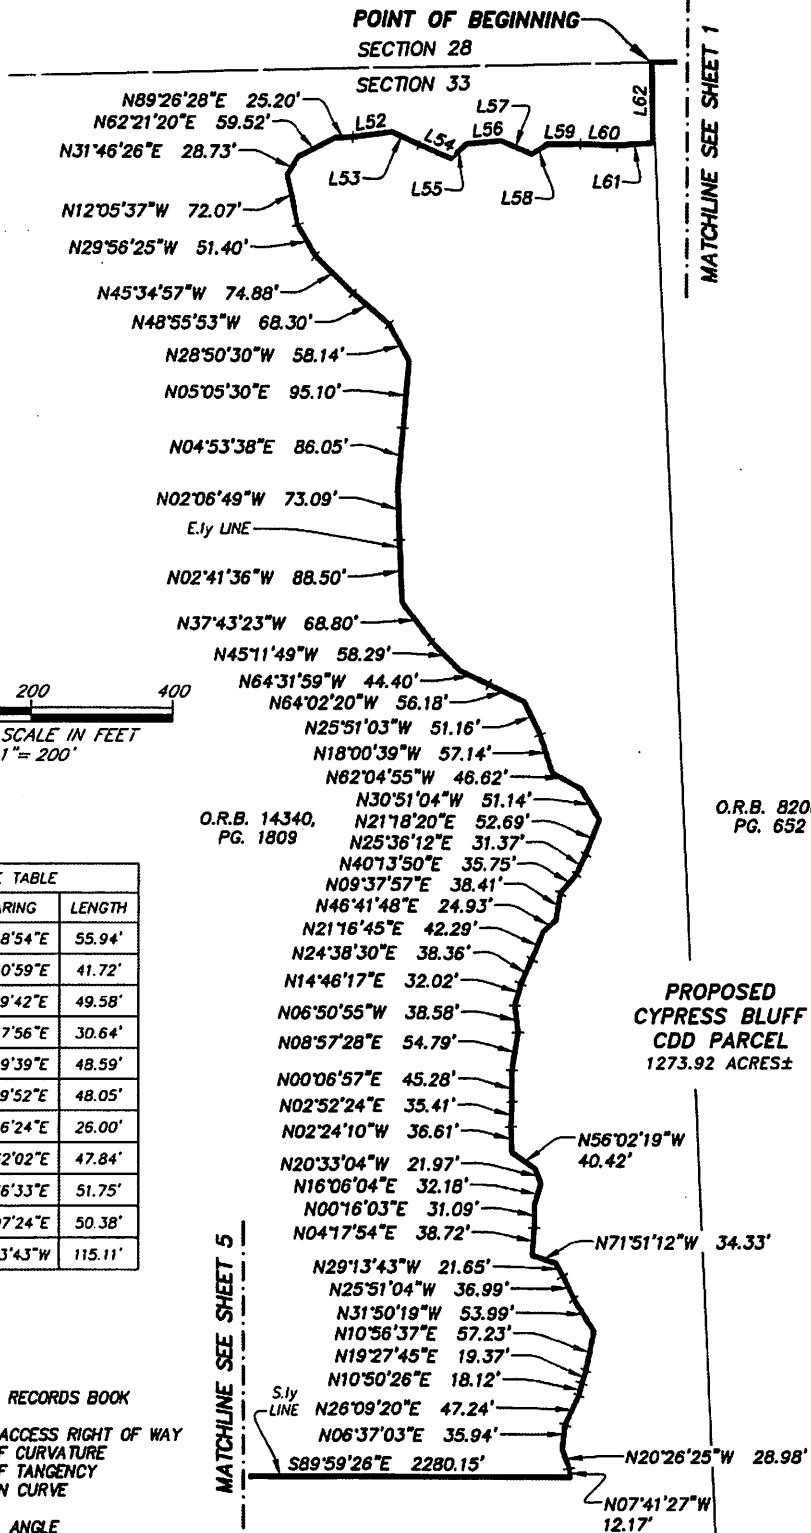 POINT OF BEGINNING
SECTION 28
SECTION 33
MATCHLINE SEE SHEET 1
L62
N89°26'28"E 25.20'
N62°21'20"E 59.52'
N31°46'26"E 28.73'
L52
L53
L54
L55
L56
L57
L58
L59
L60
L61
N12°05'37"W 72.07'
N29°56'25"W 51.40'
N45°34'57"W 74.88'
N48°55'53"W 68.30'
N28°50'30"W 58.14'
N05°05'30"E 95.10'
N04°53'38"E 86.05'
N02°06'49"W 73.09'
E.ly LINE
N02°41'36"W 88.50'
N37°43'23"W 68.80'
N45°11'49"W 58.29'
N64°31'59"W 44.40'
N64°02'20"W 56.18'
N25°51'03"W 51.16'
N18°00'39"W 57.14'
N62°04'55"W 46.62'
N30°51'04"W 51.14'
N21°18'20"E 52.69'
N25°36'12"E 31.37'
N40°13'50"E 35.75'
N09°37'57"E 38.41'
N46°41'48"E 24.93'
N21°16'45"E 42.29'
N24°38'30"E 38.36'
N14°46'17"E 32.02'
N06°50'55"W 38.58'
N08°57'28"E 54.79'
N00°06'57"E 45.28'
N02°52'24"E 35.41'
N02°24'10"W 36.61'
N56°02'19"W
40.42'
N20°33'04"W 21.97'
N16°06'04"E 32.18'
N00°16'03"E 31.09'
N04°17'54"E 38.72'
N71°51'12"W 34.33'
N29°13'43"W 21.65'
N25°51'04"W 36.99'
N31°50'19"W 53.99'
N10°56'37"E 57.23'
N19°27'45"E 19.37'
N10°50'26"E 18.12'
N26°09'20"E 47.24'
N06°37'03"E 35.94'
N20°26'25"W 28.98'
N07°41'27"W
12.17'
S.ly
LINE
S89°59'26"E 2280.15'
MATCHLINE SEE SHEET 5
200 400
SCALE IN FEET
1"= 200'
O.R.B. 14340,
PG. 1809
O.R.B. 820
PG. 652
PROPOSED
CYPRESS BLUFF
CDD PARCEL
1273.92 ACRES±
E TABLE
ARING LENGTH
8'54"E 55.94'
0'59"E 41.72'
9'42"E 49.58'
7'56"E 30.64'
9'39"E 48.59'
9'52"E 48.05'
6'24"E 26.00'
2'02"E 47.84'
6'33"E 51.75'
7'24"E 50.38'
3'43"W 115.11'
RECORDS BOOK
ACCESS RIGHT OF WAY
F CURVATURE
F TANGENCY
N CURVE
ANGLE